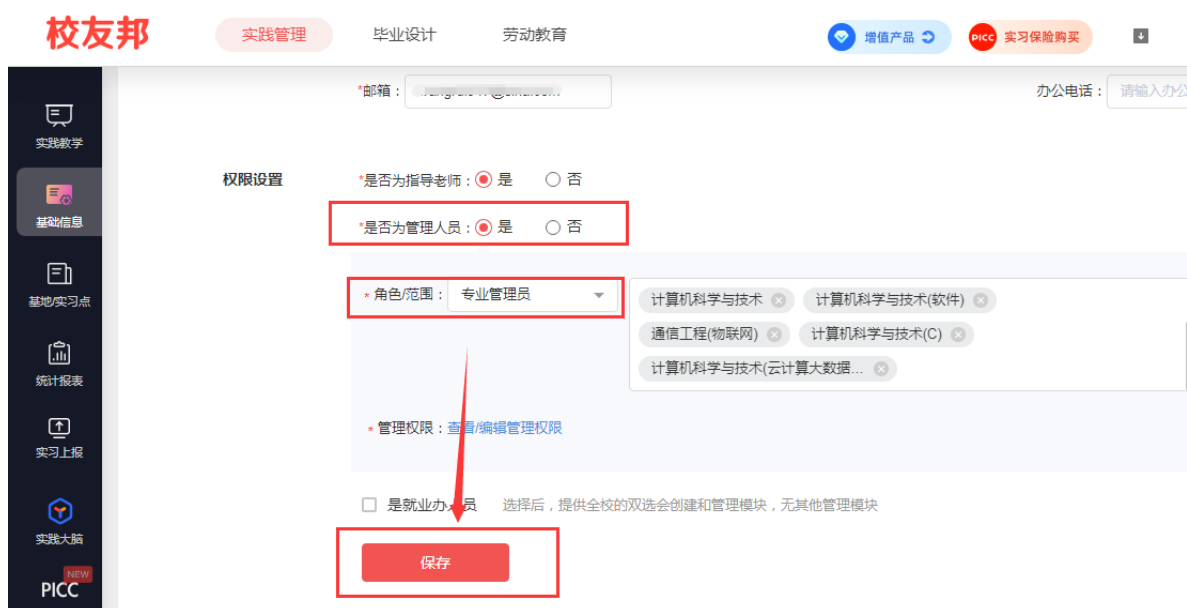 校友邦 实践管理 毕业设计 劳动教育 增值产品 PICC 实习保险购买
*邮箱： 办公电话： 请输入办公
实践教学
权限设置 *是否为指导老师： 是 否
基础信息 *是否为管理人员： 是 否
基地/实习点 * 角色/范围： 专业管理员 计算机科学与技术 计算机科学与技术(软件)
通信工程(物联网) 计算机科学与技术(C)
统计报表 计算机科学与技术(云计算大数据...
* 管理权限：查看/编辑管理权限
实习上报
是就业办人员 选择后，提供全校的双选会创建和管理模块，无其他管理模块
实践大脑
保存
NEW
PICC